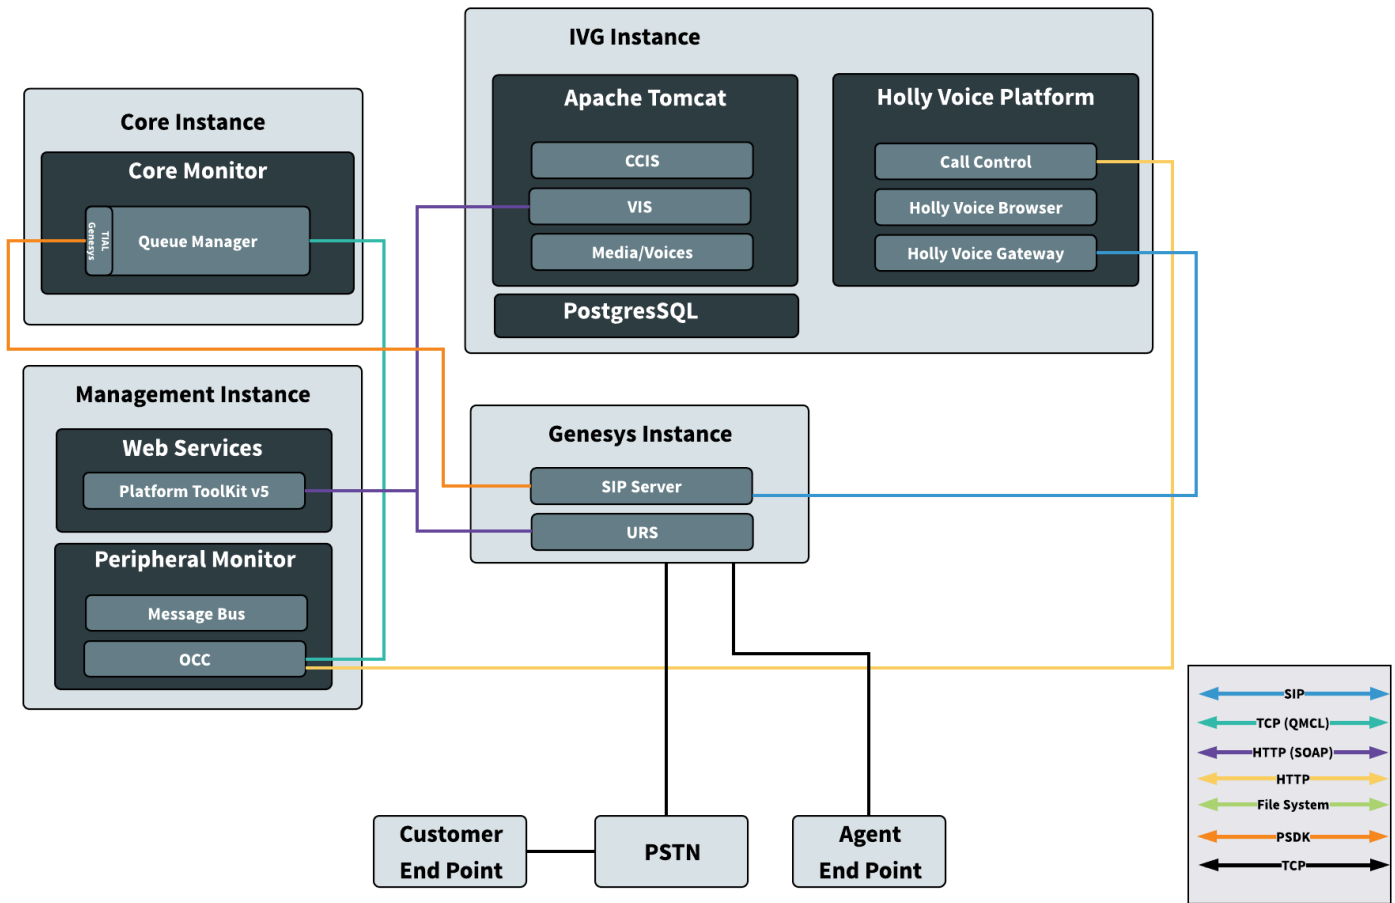 IVG Instance
Apache Tomcat
CCIS
VIS
Media/Voices
PostgresSQL
Holly Voice Platform
Call Control
Holly Voice Browser
Holly Voice Gateway
Core Instance
Core Monitor
TIAL
Genesys
Queue Manager
Management Instance
Web Services
Platform ToolKit v5
Peripheral Monitor
Message Bus
OCC
Genesys Instance
SIP Server
URS
Customer
End Point
PSTN
Agent
End Point
SIP
TCP (QMCL)
HTTP (SOAP)
HTTP
File System
PSDK
TCP